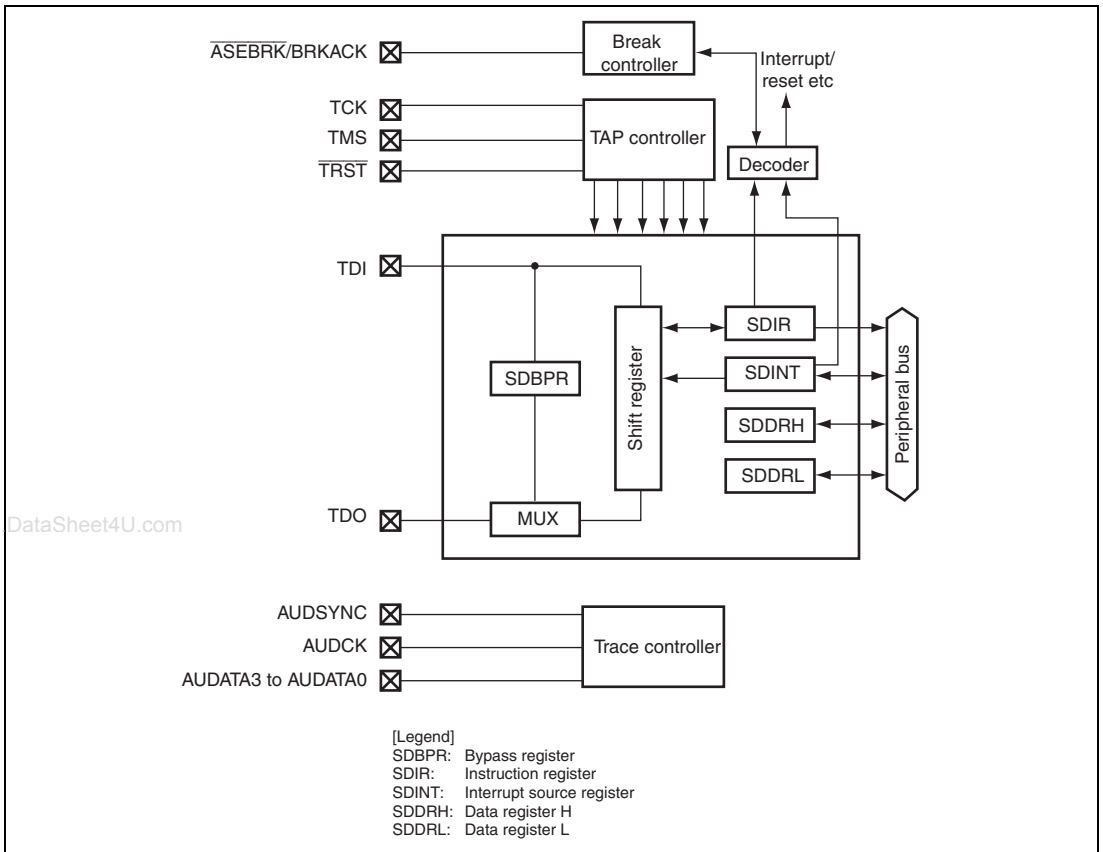 ASEBRK/BRKACK
Break
controller
Interrupt/
reset etc
TCK
TMS
TRST
TAP controller
Decoder
TDI
SDBPR
Shift register
SDIR
SDINT
SDDRH
SDDRL
Peripheral bus
TDO
MUX
DataSheet4U.com
AUDSYNC
AUDCK
AUDATA3 to AUDATA0
Trace controller
[Legend]
SDBPR: Bypass register
SDIR: Instruction register
SDINT: Interrupt source register
SDDRH: Data register H
SDDRL: Data register L